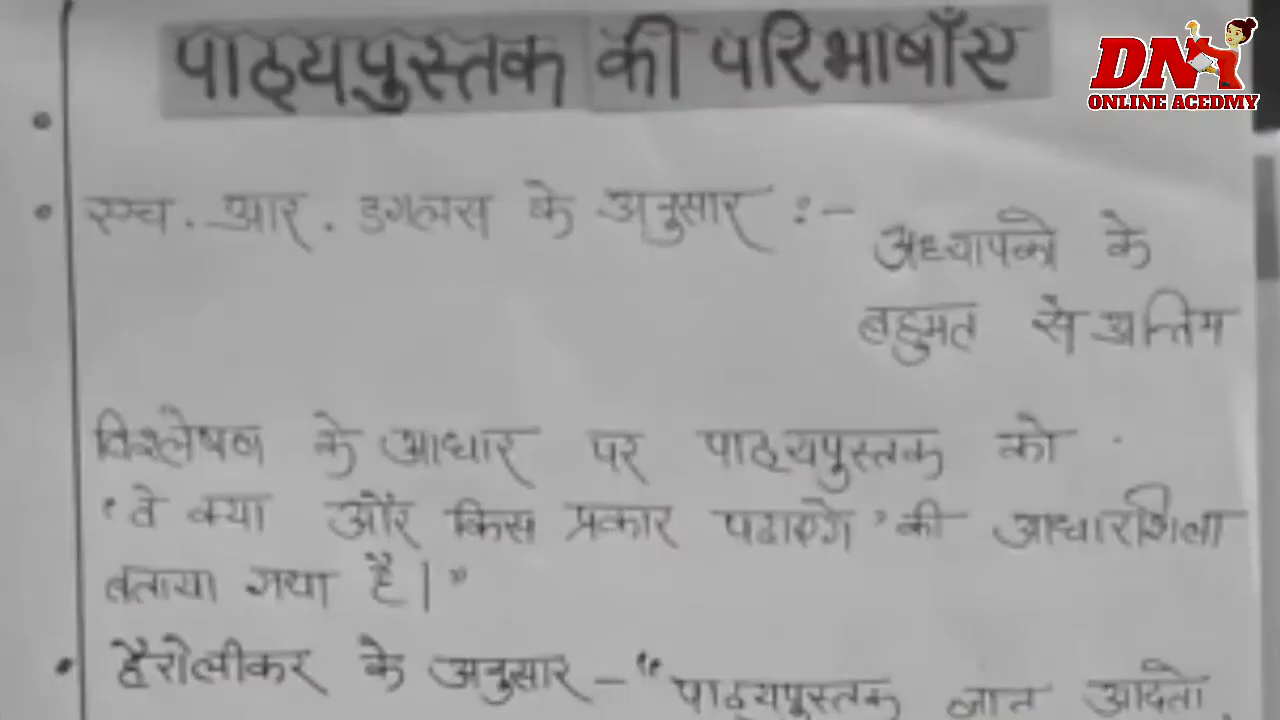 पाठ्यपुस्तक की परिभाषाँए
DN
ONLINE ACEDMY
एच . आर . डगलस के अनुसार :-
अध्यापको के
बहुमत से अन्तिम
विश्लेषण के आधार पर पाठ्यपुस्तक को
'वे क्या और किस प्रकार पढाएगे' की आधारशिला
बताया गया है।"
हैरोलीकर के अनुसार – "पाठ्यपुस्तक ज्ञान आदतो